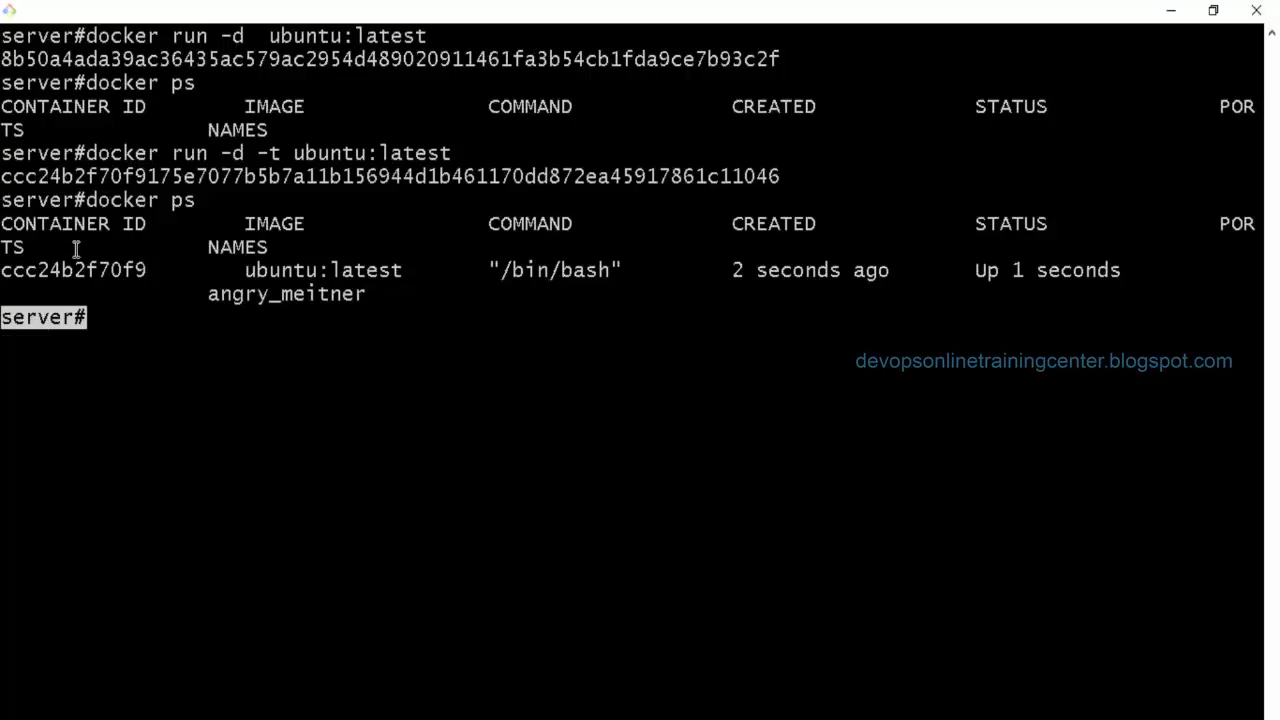 server#docker run -d  ubuntu:latest
8b50a4ada39ac36435ac579ac2954d489020911461fa3b54cb1fda9ce7b93c2f
server#docker ps
CONTAINER ID        IMAGE               COMMAND             CREATED             STATUS              POR
TS               NAMES
server#docker run -d -t ubuntu:latest
ccc24b2f70f9175e7077b5b7a11b156944d1b461170dd872ea45917861c11046
server#docker ps
CONTAINER ID        IMAGE               COMMAND             CREATED             STATUS              POR
TS               NAMES
ccc24b2f70f9        ubuntu:latest       "/bin/bash"         2 seconds ago       Up 1 seconds
                 angry_meitner
server#
devopsonlinetrainingcenter.blogspot.com